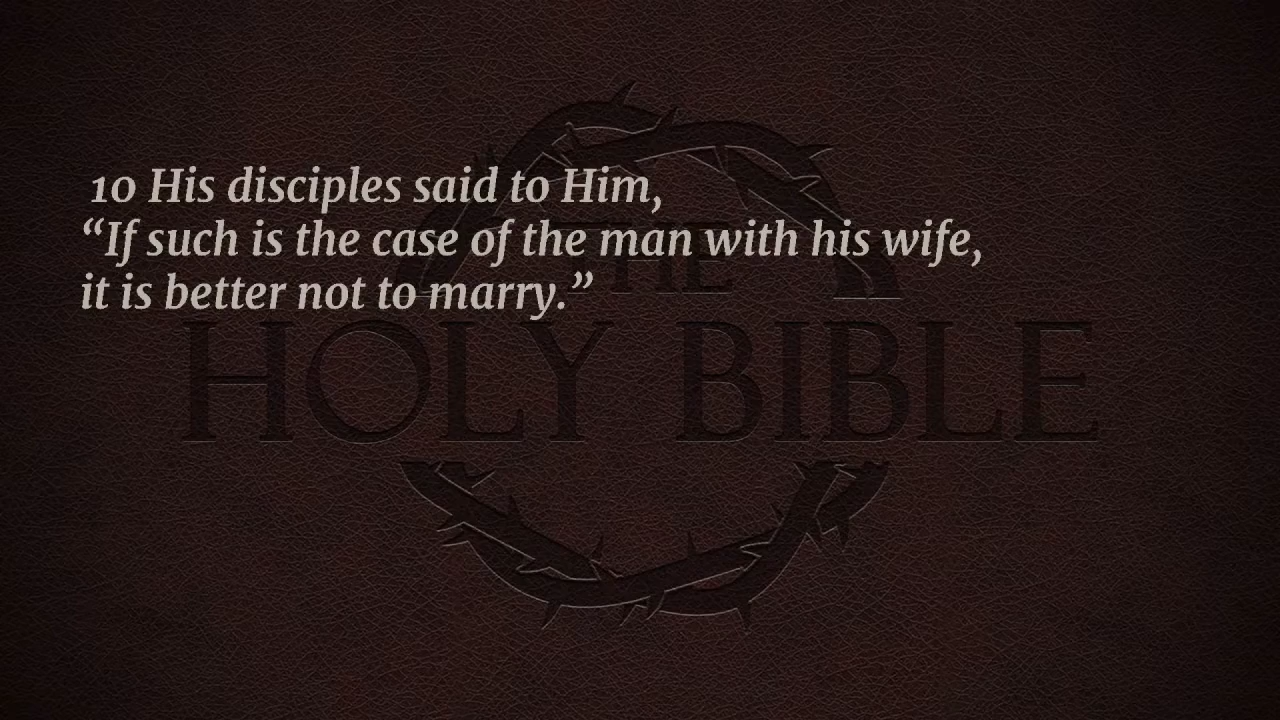 10 His disciples said to Him,
“If such is the case of the man with his wife,
it is better not to marry.”
THE
HOLY BIBLE